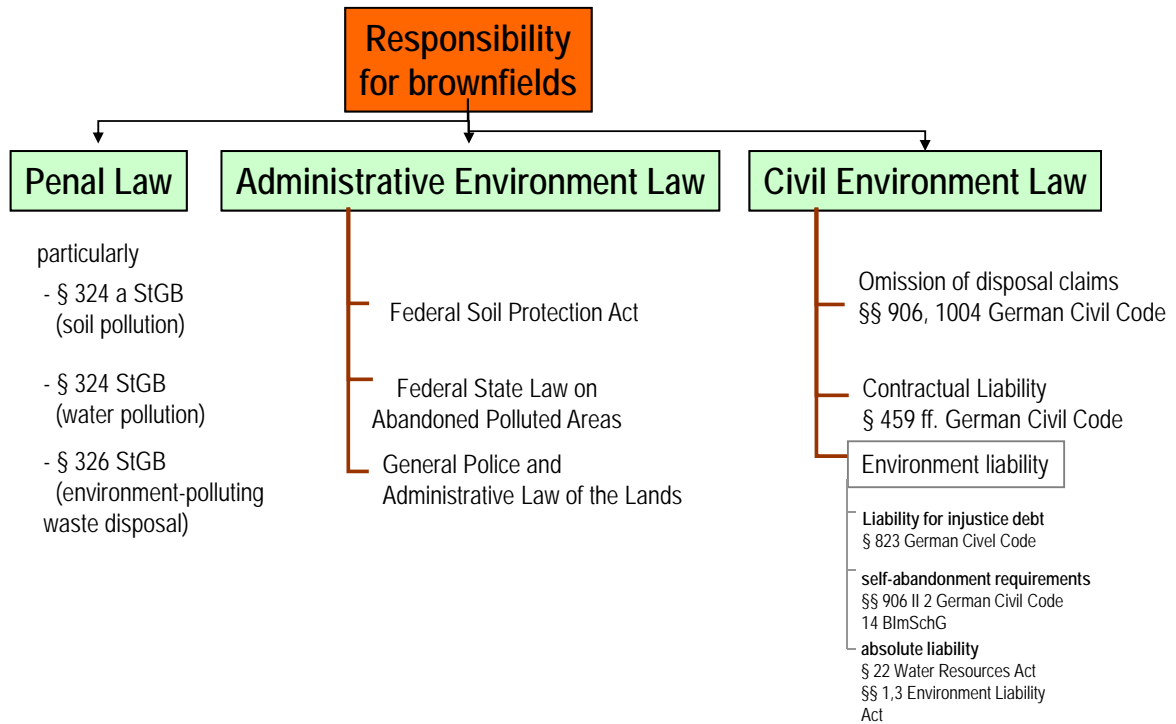 Responsibility
for brownfields
Penal Law
particularly
- § 324 a StGB
(soil pollution)
- § 324 StGB
(water pollution)
- § 326 StGB
(environment-polluting
waste disposal)
Administrative Environment Law
Federal Soil Protection Act
Federal State Law on
Abandoned Polluted Areas
General Police and
Administrative Law of the Lands
Civil Environment Law
Omission of disposal claims
§§ 906, 1004 German Civil Code
Contractual Liability
§ 459 ff. German Civil Code
Environment liability
Liability for injustice debt
§ 823 German Civel Code
self-abandonment requirements
§§ 906 II 2 German Civil Code
14 BImSchG
absolute liability
§ 22 Water Resources Act
§§ 1,3 Environment Liability
Act